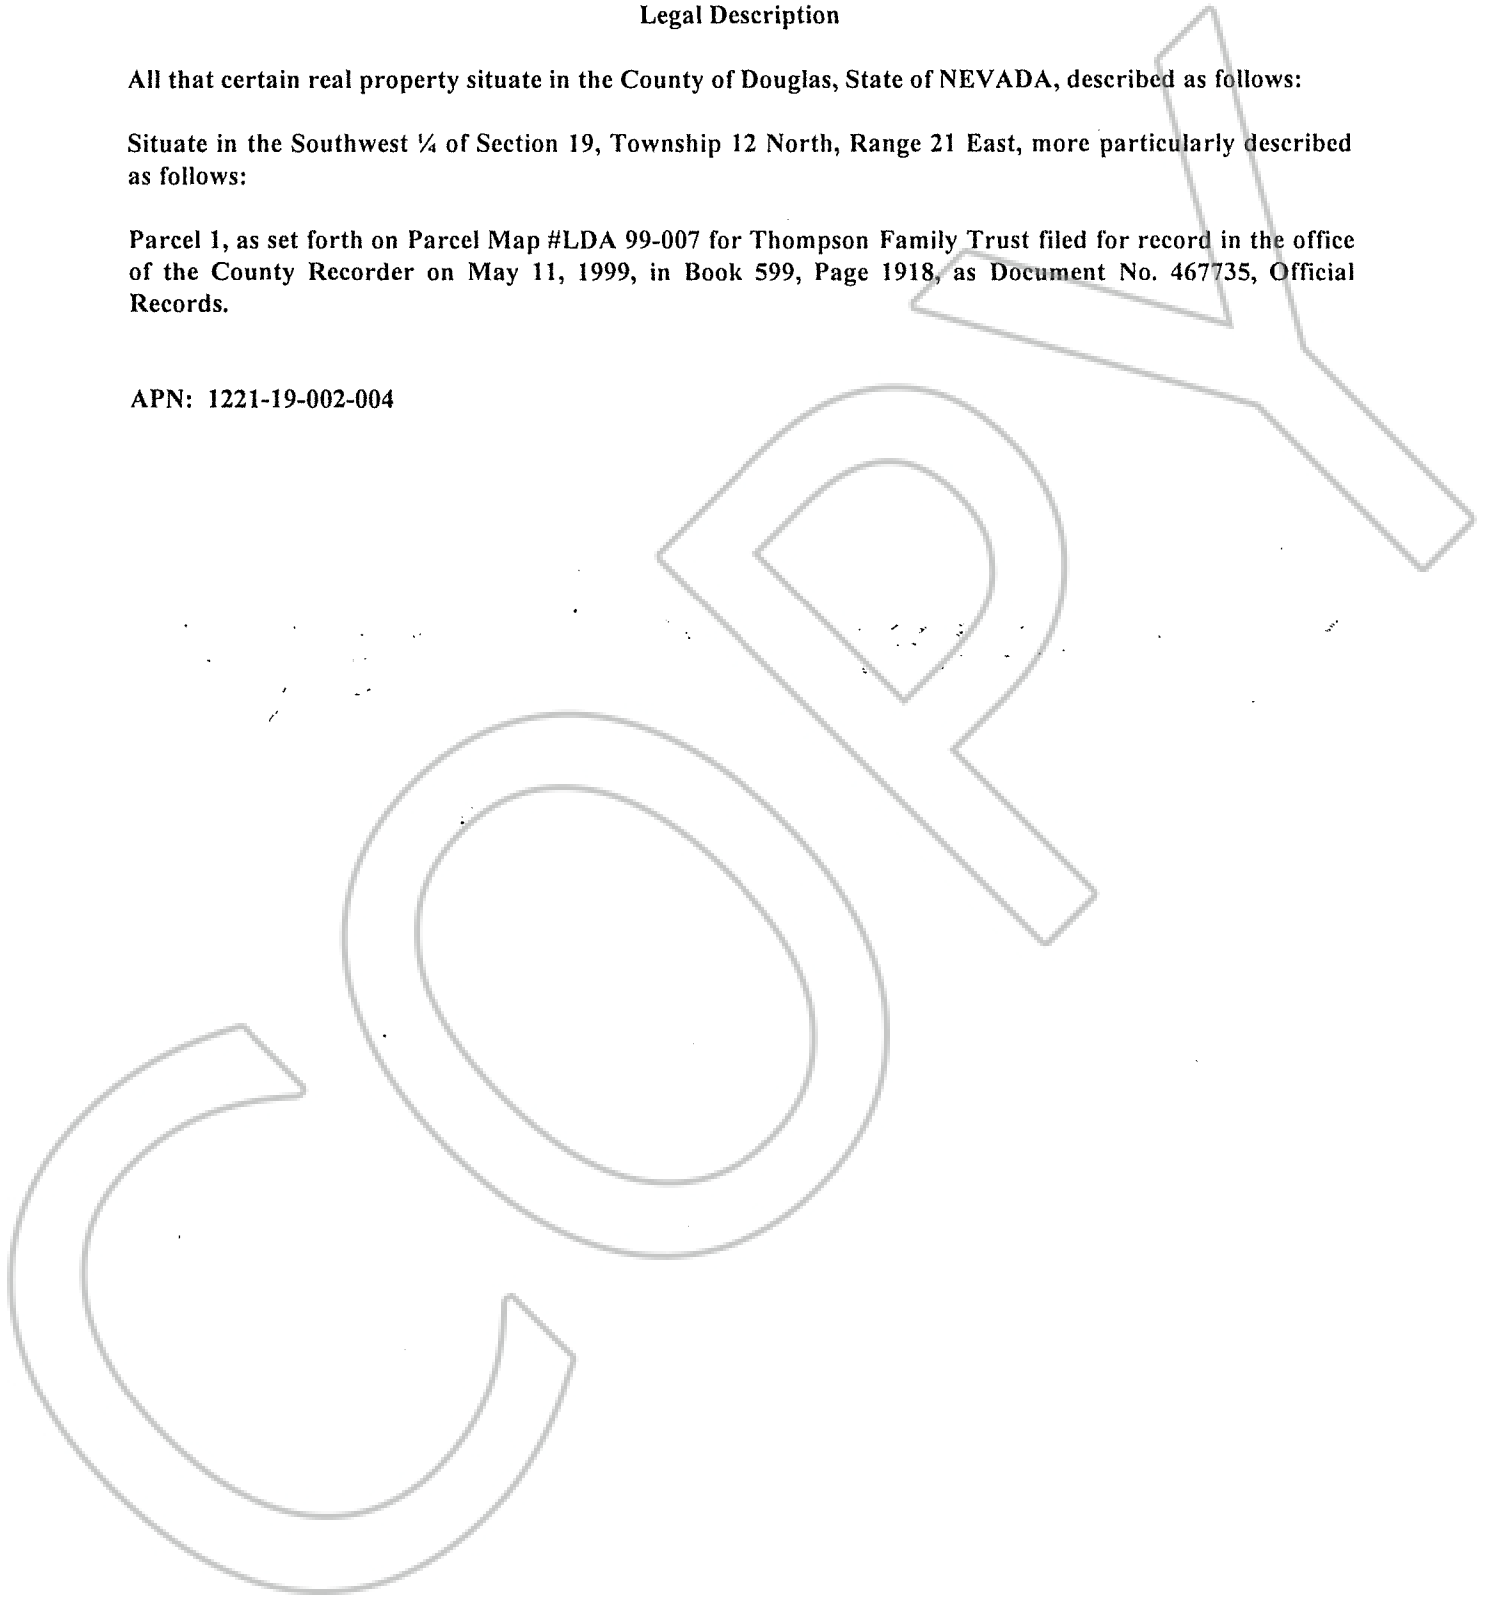 Legal Description
All that certain real property situate in the County of Douglas, State of NEVADA, described as follows:
Situate in the Southwest ¼ of Section 19, Township 12 North, Range 21 East, more particularly described
as follows:
Parcel 1, as set forth on Parcel Map #LDA 99-007 for Thompson Family Trust filed for record in the office
of the County Recorder on May 11, 1999, in Book 599, Page 1918, as Document No. 467735, Official
Records.
APN: 1221-19-002-004
COPY